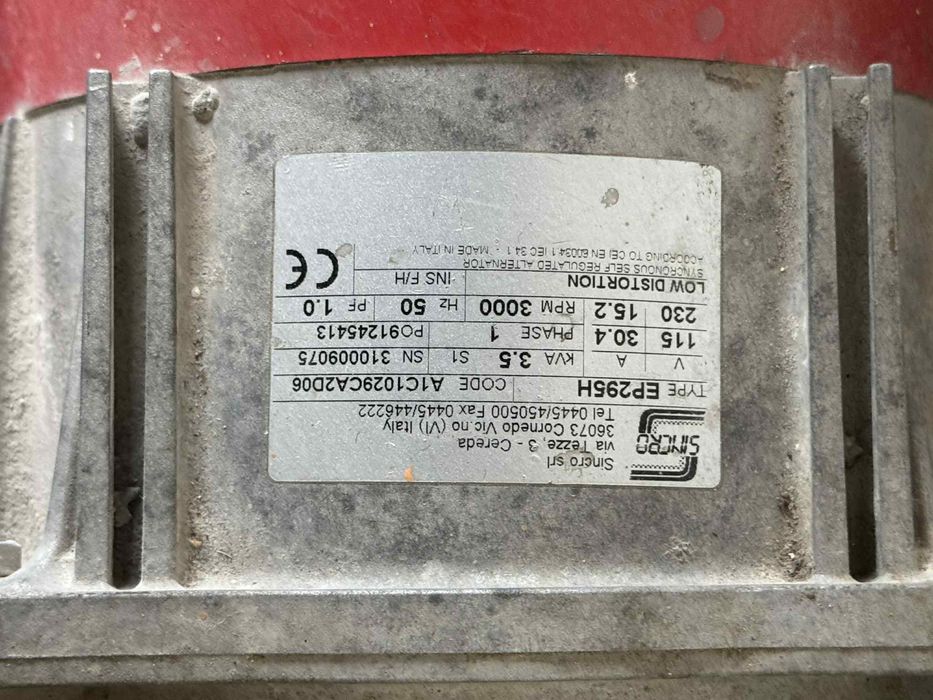 SINCRO
Sincro srl
via Tezze, 3 - Cereda
36073 Cornedo Vic.no (VI) Italy
Tel 0445/450500 Fax 0445/446222
TYPE EP295H CODE A1C1029CA2D06
V A KVA 3.5 S1 SN 310009075
115 30.4 PHASE 1 PO91245413
230 15.2 RPM 3000 Hz 50 PF 1.0
LOW DISTORTION INS F/H
SYNCRONOUS SELF REGULATED ALTERNATOR
ACCORDING TO CEI EN 60034 1 IEC 34 1 - MADE IN ITALY
CE